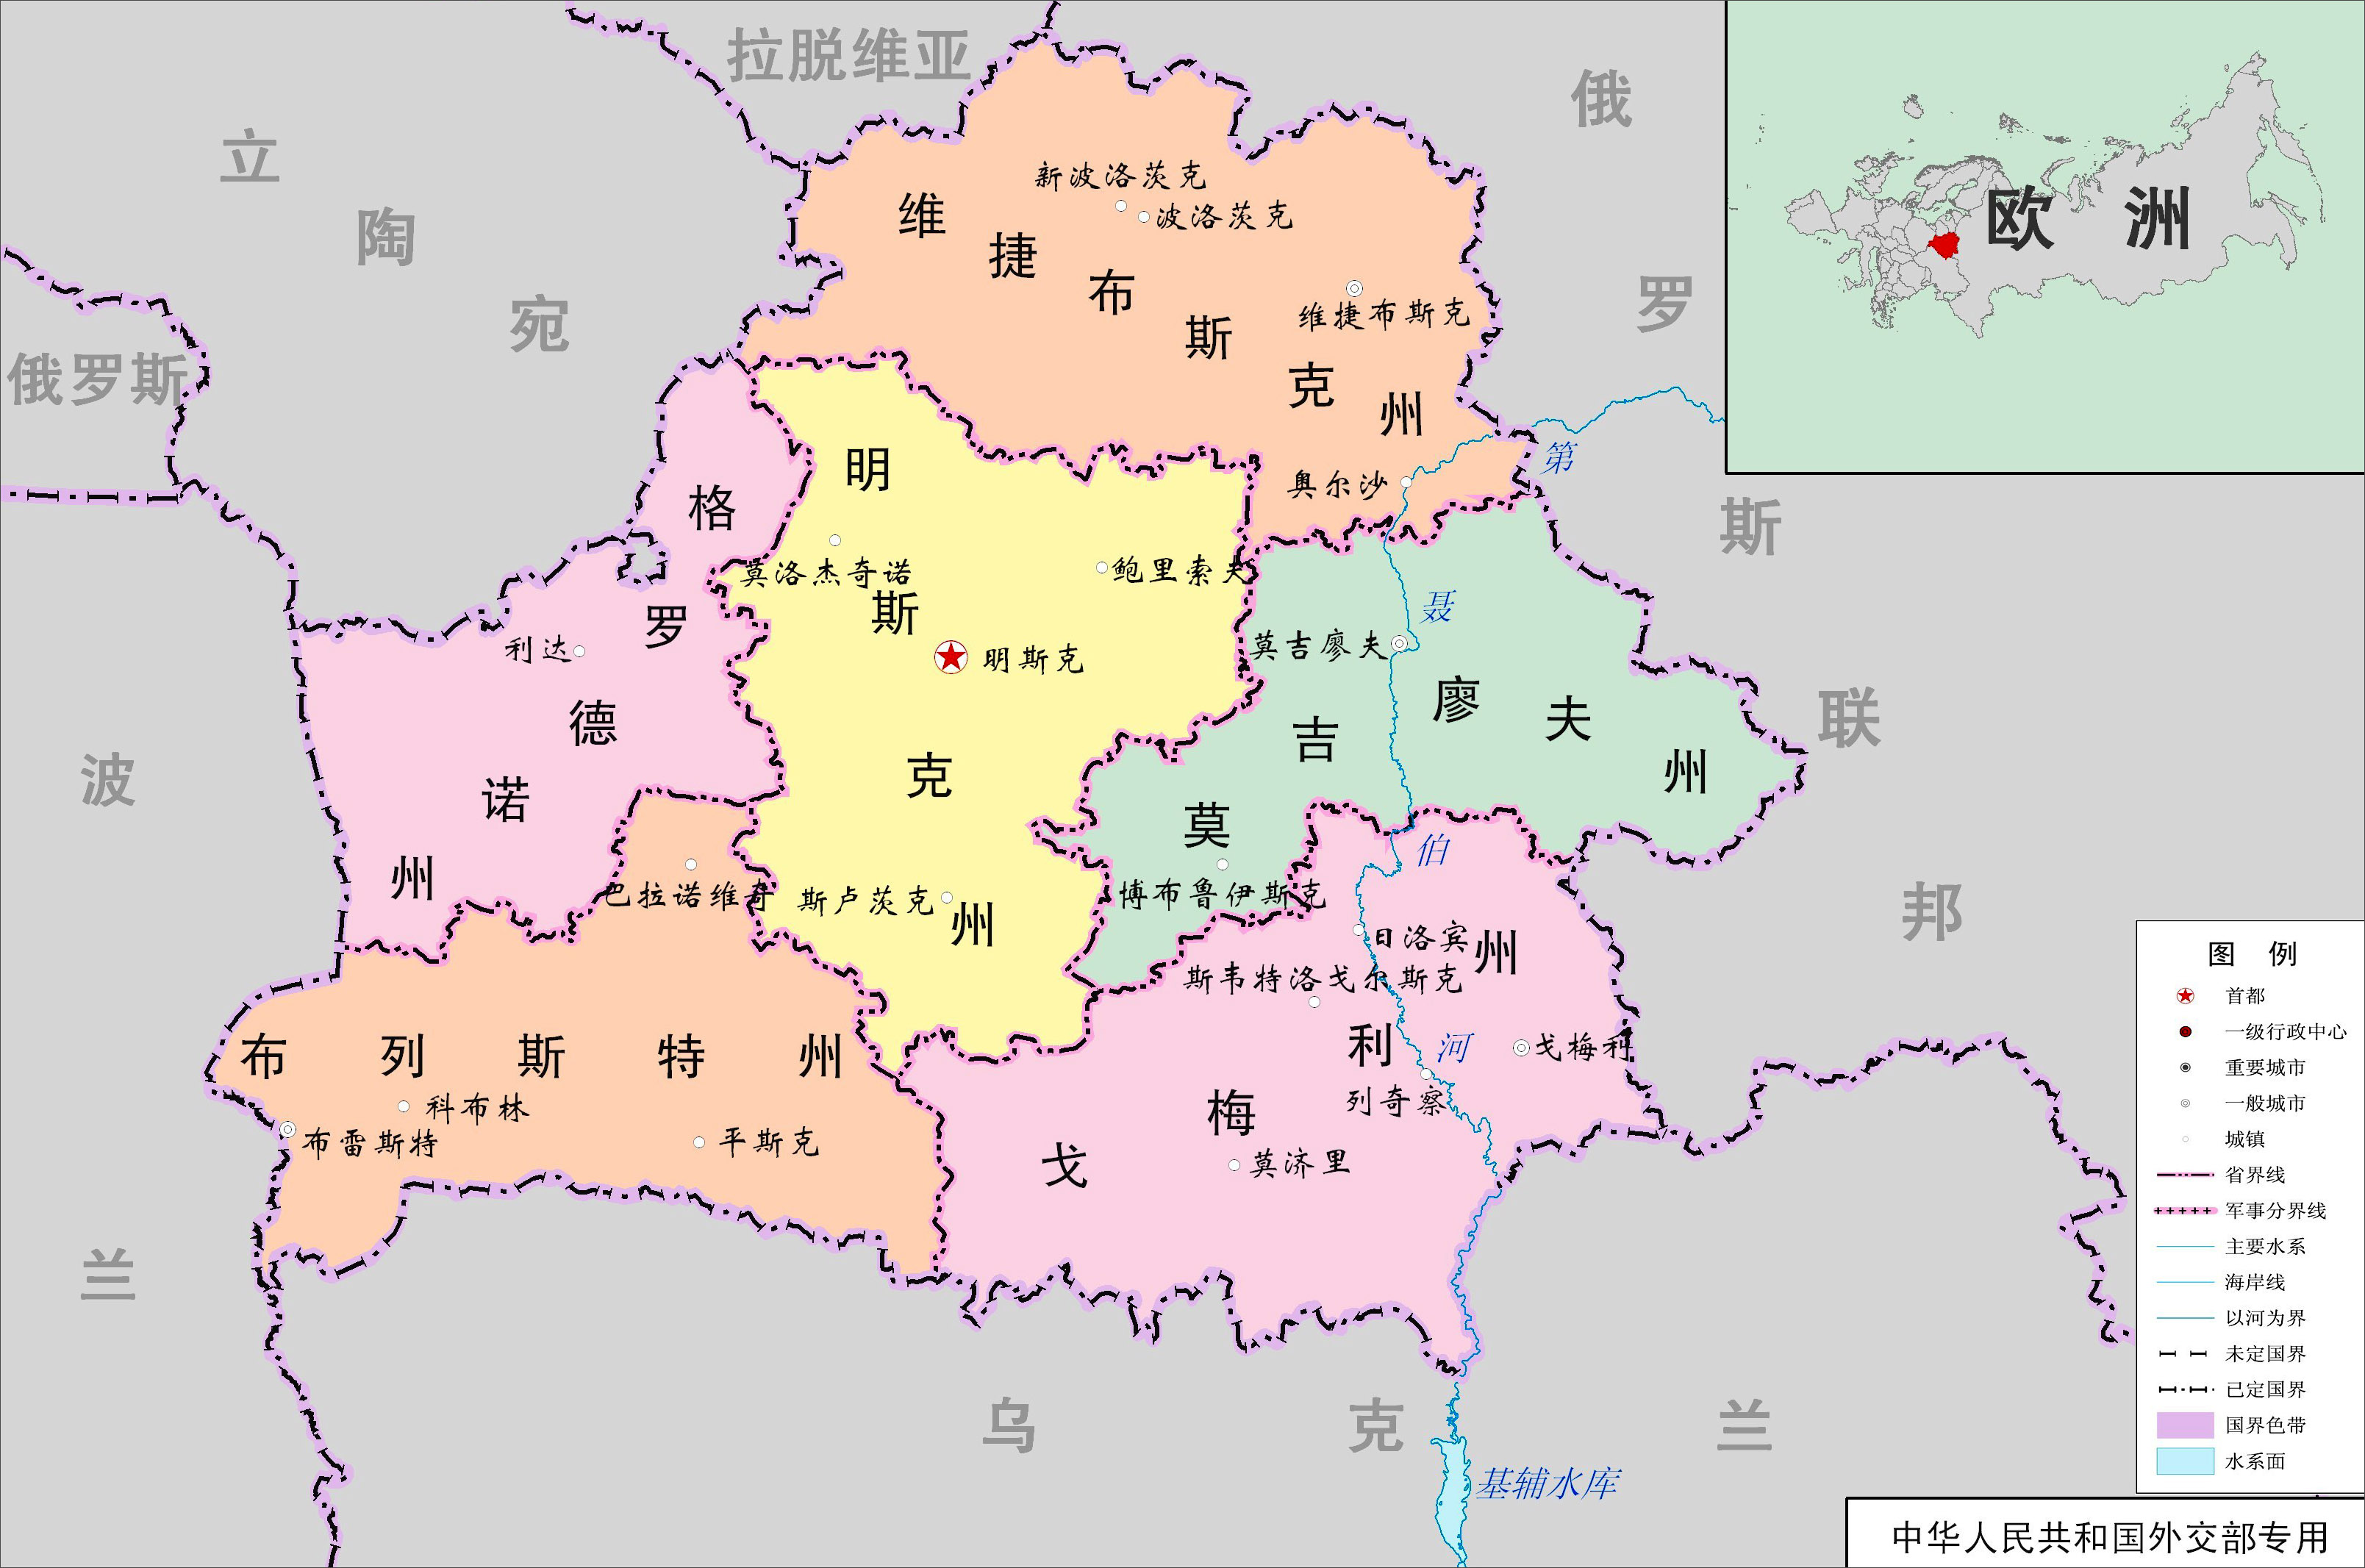 拉脱维亚
立陶宛
俄罗斯
俄罗斯联邦
波兰
乌克兰
欧洲
维捷布斯克州
新波洛茨克
波洛茨克
维捷布斯克
奥尔沙
明斯克州
莫洛杰奇诺
鲍里索夫
明斯克
斯卢茨克
格罗德诺州
利达
莫吉廖夫州
莫吉廖夫
博布鲁伊斯克
布列斯特州
巴拉诺维奇
科布林
布雷斯特
平斯克
戈梅利州
日洛宾
斯韦特洛戈尔斯克
戈梅利
列奇察
莫济里
第聂伯河
基辅水库
图例
首都
一级行政中心
重要城市
一般城市
城镇
省界线
军事分界线
主要水系
海岸线
以河为界
未定国界
已定国界
国界色带
水系面
中华人民共和国外交部专用